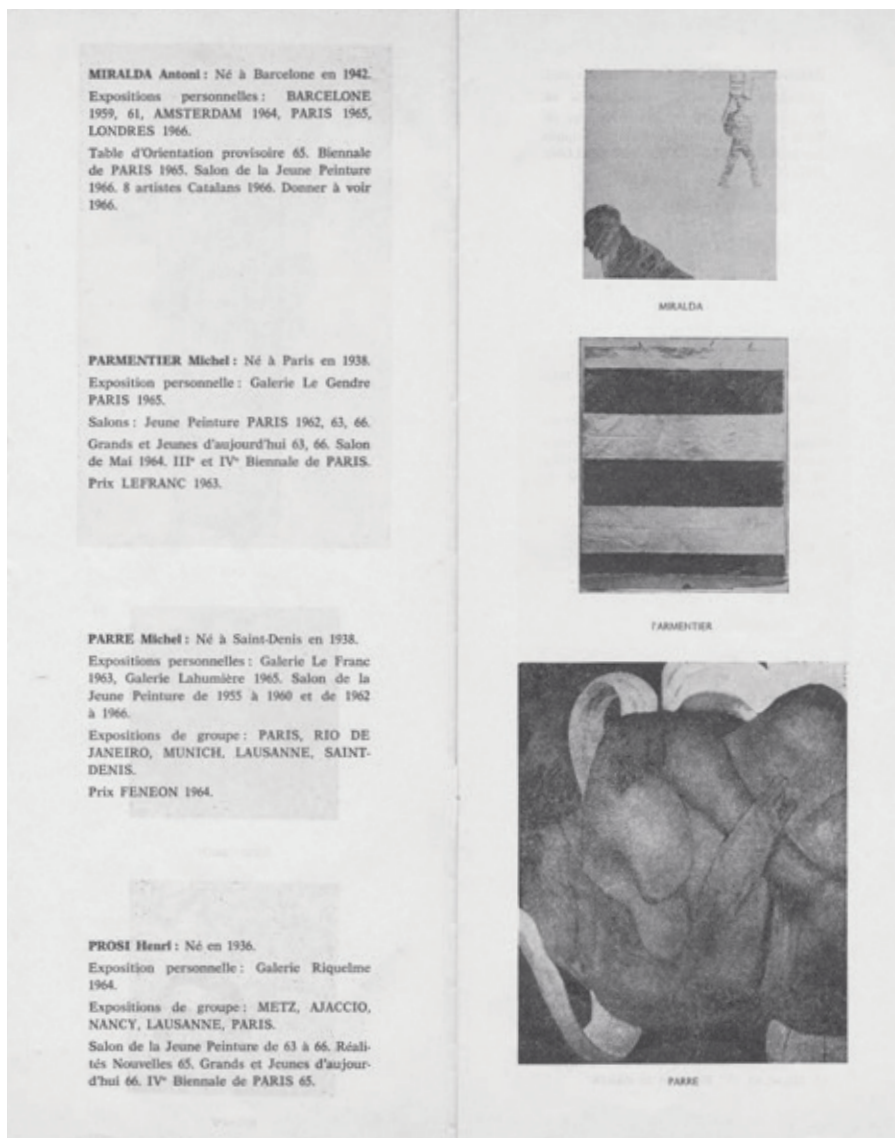 MIRALDA Antoni : Né à Barcelone en 1942.
Expositions personnelles : BARCELONE
1959, 61, AMSTERDAM 1964, PARIS 1965,
LONDRES 1966.
Table d'Orientation provisoire 65. Biennale
de PARIS 1965. Salon de la Jeune Peinture
1966. 8 artistes Catalans 1966. Donner à voir
1966.
PARMENTIER Michel : Né à Paris en 1938.
Exposition personnelle : Galerie Le Gendre
PARIS 1965.
Salons : Jeune Peinture PARIS 1962, 63, 66.
Grands et Jeunes d'aujourd'hui 63, 66. Salon
de Mai 1964. IIIe et IVe Biennale de PARIS.
Prix LEFRANC 1963.
PARRE Michel : Né à Saint-Denis en 1938.
Expositions personnelles : Galerie Le Franc
1963, Galerie Lahumière 1965. Salon de la
Jeune Peinture de 1955 à 1960 et de 1962
à 1966.
Expositions de groupe : PARIS, RIO DE
JANEIRO, MUNICH, LAUSANNE, SAINT-
DENIS.
Prix FENEON 1964.
PROSI Henri : Né en 1936.
Exposition personnelle : Galerie Riquelme
1964.
Expositions de groupe : METZ, AJACCIO,
NANCY, LAUSANNE, PARIS.
Salon de la Jeune Peinture de 63 à 66. Réali-
tés Nouvelles 65. Grands et Jeunes d'aujour-
d'hui 66. IVe Biennale de PARIS 65.
MIRALDA
PARMENTIER
PARRE